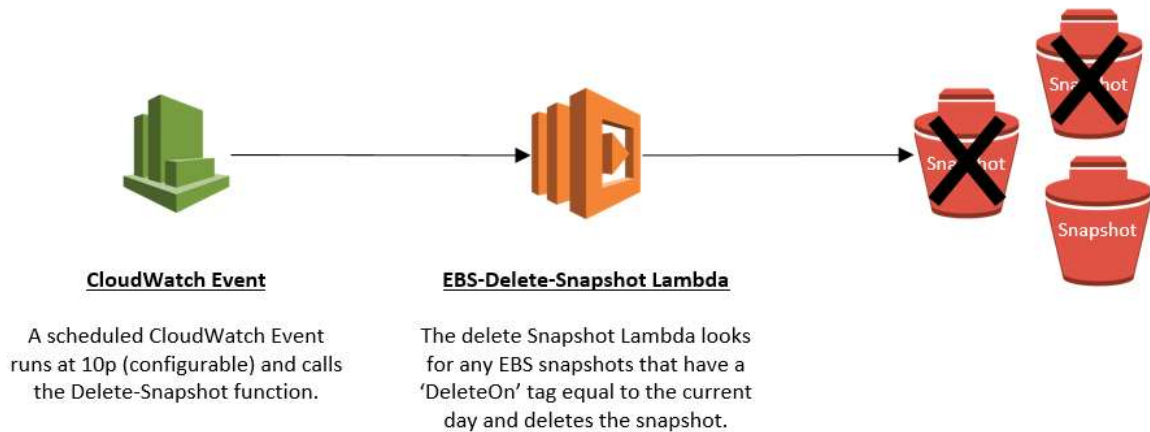 Snapshot
Snapshot
Snapshot
CloudWatch Event
EBS-Delete-Snapshot Lambda
A scheduled CloudWatch Event
runs at 10p (configurable) and calls
the Delete-Snapshot function.
The delete Snapshot Lambda looks
for any EBS snapshots that have a
‘DeleteOn’ tag equal to the current
day and deletes the snapshot.